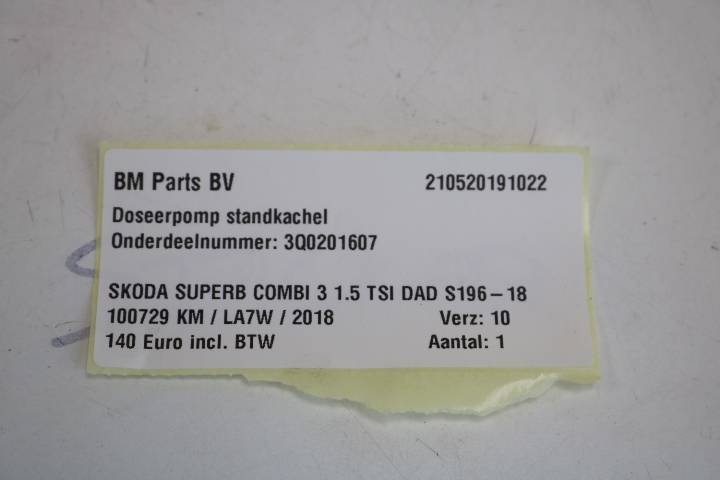 BM Parts BV 210520191022
Doseerpomp standkachel
Onderdeelnummer: 3Q0201607
SKODA SUPERB COMBI 3 1.5 TSI DAD S196-18
100729 KM / LA7W / 2018 Verz: 10
140 Euro incl. BTW Aantal: 1